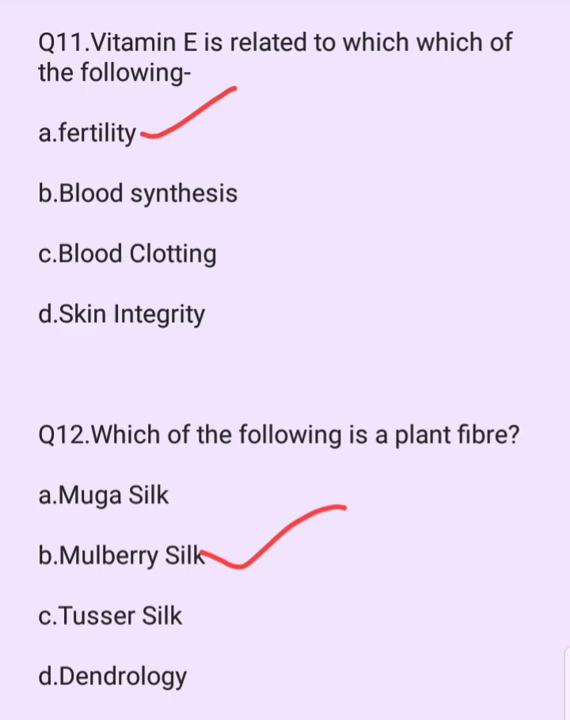 Q11.Vitamin E is related to which which of
the following-
a.fertility
b.Blood synthesis
c.Blood Clotting
d.Skin Integrity
Q12.Which of the following is a plant fibre?
a.Muga Silk
b.Mulberry Silk
c.Tusser Silk
d.Dendrology